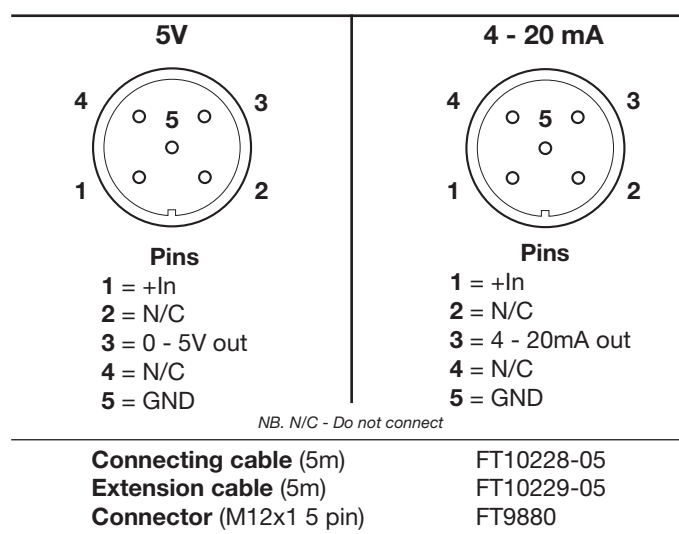 5V
4 5 3
1 2
Pins
1 = +In
2 = N/C
3 = 0 - 5V out
4 = N/C
5 = GND
4 - 20 mA
4 5 3
1 2
Pins
1 = +In
2 = N/C
3 = 4 - 20mA out
4 = N/C
5 = GND
NB. N/C - Do not connect
Connecting cable (5m) FT10228-05
Extension cable (5m) FT10229-05
Connector (M12x1 5 pin) FT9880